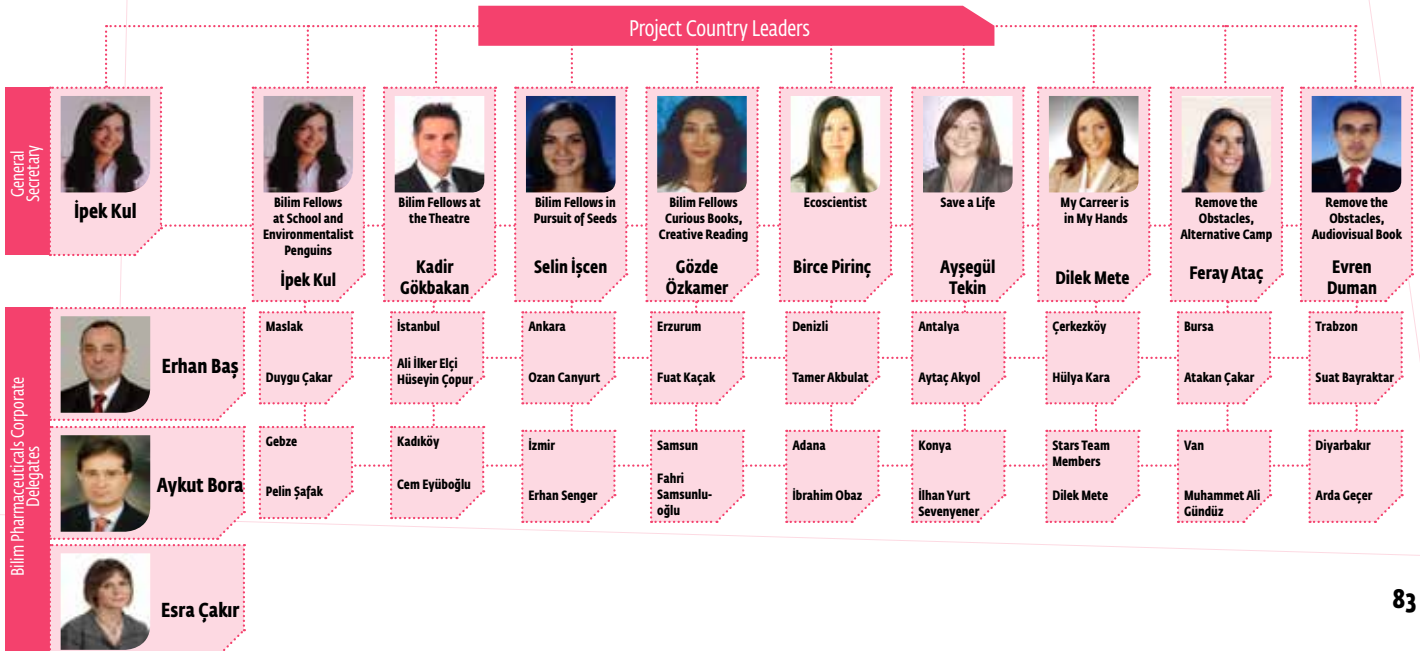 Project Country Leaders
General
Secretary
İpek Kul
Bilim Fellows
at School and
Environmentalist
Penguins
İpek Kul
Bilim Fellows at
the Theatre
Kadir
Gökbakan
Bilim Fellows in
Pursuit of Seeds
Selin İşcen
Bilim Fellows
Curious Books,
Creative Reading
Gözde
Özkamer
Ecoscientist
Birce Pirinç
Save a Life
Ayşegül
Tekin
My Carreer is
in My Hands
Dilek Mete
Remove the
Obstacles,
Alternative Camp
Feray Ataç
Remove the
Obstacles,
Audiovisual Book
Evren
Duman
Bilim Pharmaceuticals Corporate
Delegates
Erhan Baş
Aykut Bora
Esra Çakır
Maslak
Duygu Çakar
İstanbul
Ali İlker Elçi
Hüseyin Çopur
Ankara
Ozan Canyurt
Erzurum
Fuat Kaçak
Denizli
Tamer Akbulat
Antalya
Aytaç Akyol
Çerkezköy
Hülya Kara
Bursa
Atakan Çakar
Trabzon
Suat Bayraktar
Gebze
Pelin Şafak
Kadıköy
Cem Eyüboğlu
İzmir
Erhan Senger
Samsun
Fahri
Samsunlu-
oğlu
Adana
İbrahim Obaz
Konya
İlhan Yurt
Sevenyener
Stars Team
Members
Dilek Mete
Van
Muhammet Ali
Gündüz
Diyarbakır
Arda Geçer
83